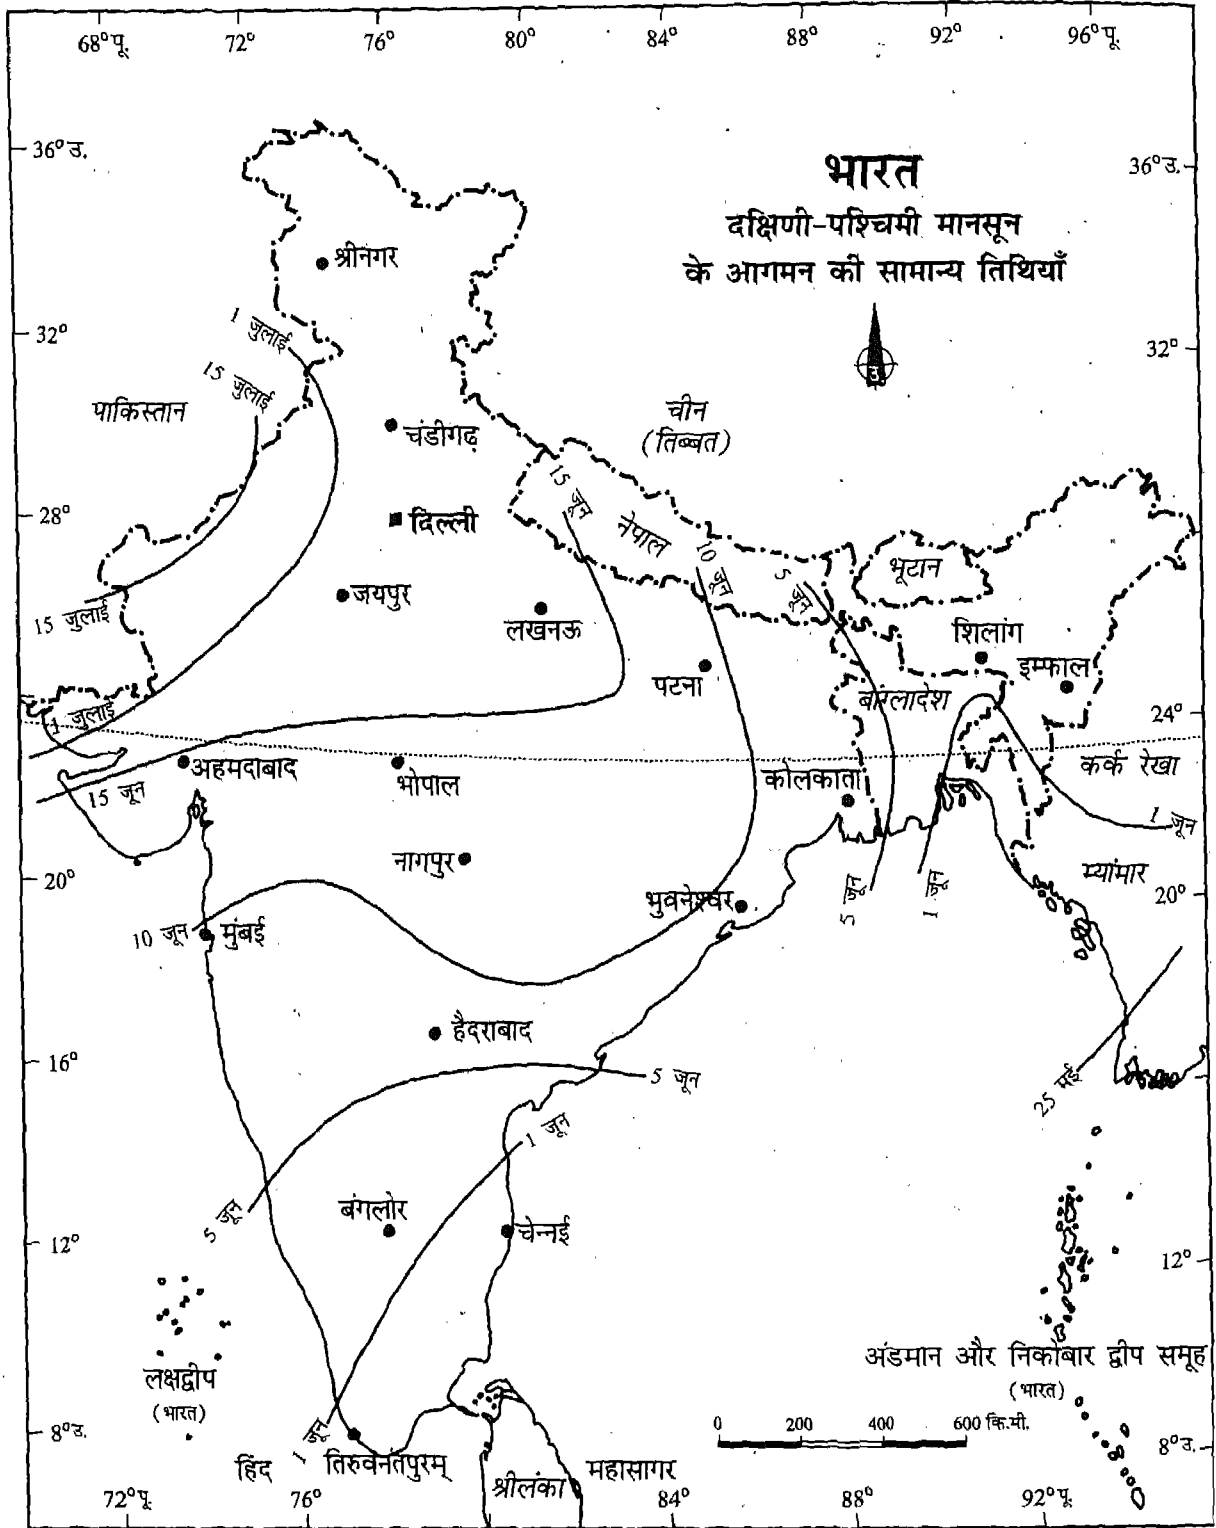 68° पू.
72°
76°
80°
84°
88°
92°
96° पू.
36° उ.
36° उ.
भारत
दक्षिणी-पश्चिमी मानसून
के आगमन की सामान्य तिथियाँ
श्रीनगर
32°
32°
1 जुलाई
15 जुलाई
पाकिस्तान
चंडीगढ़
चीन
(तिब्बत)
28°
दिल्ली
15 जून
नेपाल
10 जून
5 जून
भूटान
जयपुर
लखनऊ
15 जुलाई
शिलांग
इम्फाल
पटना
बांग्लादेश
1 जुलाई
24°
कर्क रेखा
अहमदाबाद
भोपाल
कोलकाता
15 जून
1 जून
नागपुर
म्यांमार
20°
20°
5 जून
1 जून
भुवनेश्वर
10 जून
मुंबई
हैदराबाद
16°
5 जून
25 मई
1 जून
5 जून
बंगलोर
चेन्नई
12°
12°
लक्षद्वीप
(भारत)
अंडमान और निकोबार द्वीप समूह
(भारत)
0 200 400 600 कि.मी.
8° उ.
8° उ.
1 जून
तिरुवनंतपुरम्
हिंद
श्रीलंका
महासागर
72° पू.
76°
84°
88°
92° पू.